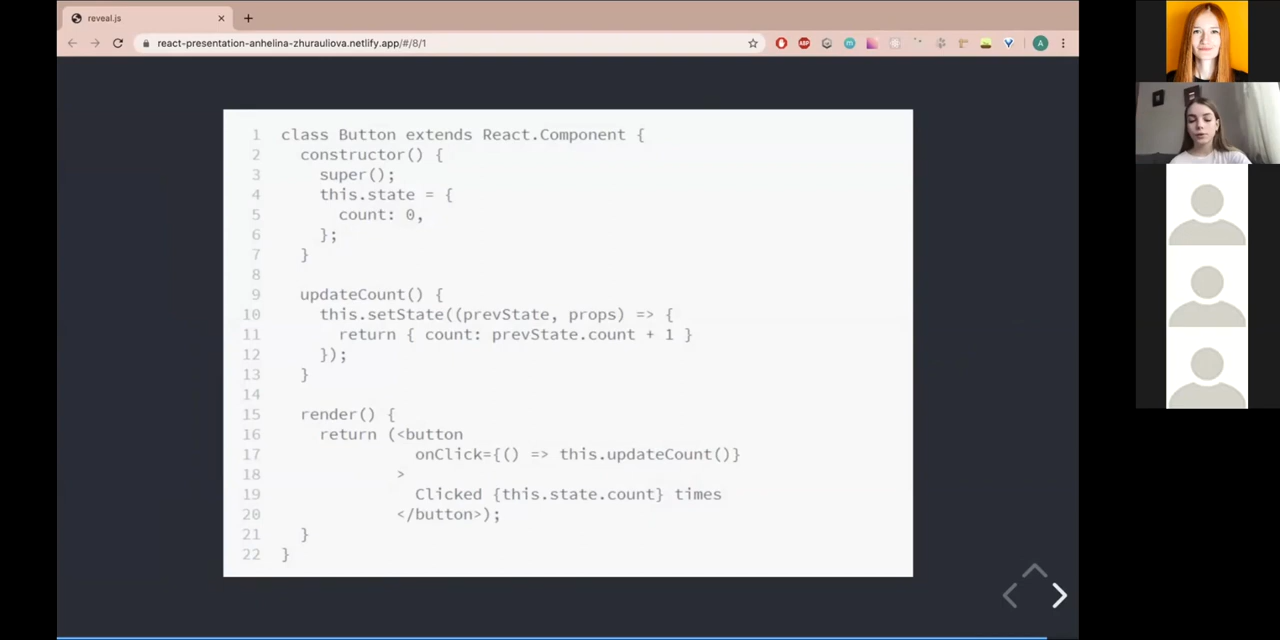 reveal.js
react-presentation-anhelina-zhurauliova.netlify.app/#/8/1
ABP
m
A
1 class Button extends React.Component {
2 constructor() {
3 super();
4 this.state = {
5 count: 0,
6 };
7 }
8
9 updateCount() {
10 this.setState((prevState, props) => {
11 return { count: prevState.count + 1 }
12 });
13 }
14
15 render() {
16 return (<button
17 onClick={() => this.updateCount()}
18 >
19 Clicked {this.state.count} times
20 </button>);
21 }
22 }